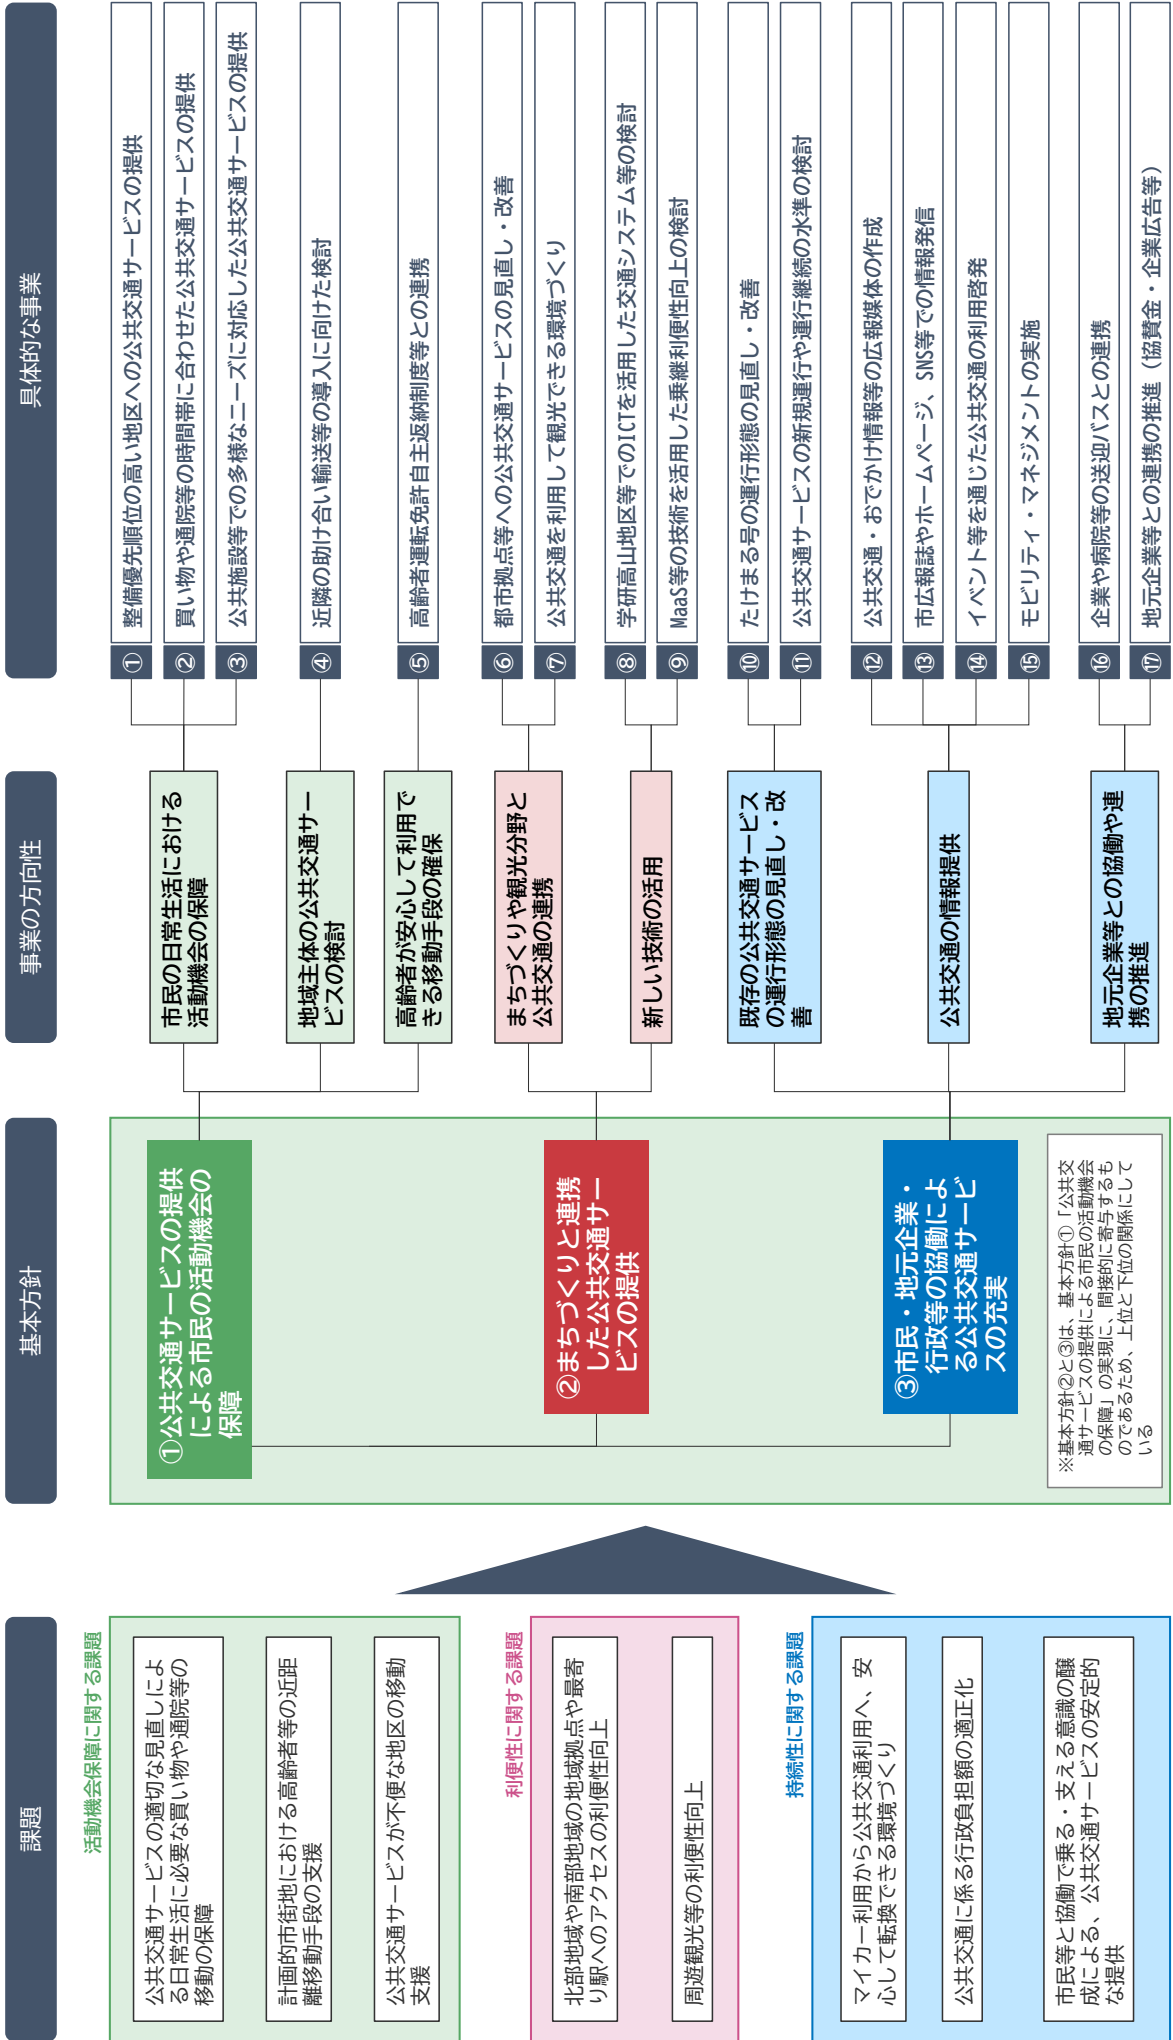 課題
活動機会保障に関する課題
公共交通サービスの適切な見直しによ
る日常生活に必要な買い物や通院等の
移動の保障
計画的市街地における高齢者等の近距
離移動手段の支援
公共交通サービスが不便な地区の移動
支援
利便性に関する課題
北部地域や南部地域の地域拠点や最寄
り駅へのアクセスの利便性向上
周遊観光等の利便性向上
持続性に関する課題
マイカー利用から公共交通利用へ、安
心して転換できる環境づくり
公共交通に係る行政負担額の適正化
市民等と協働で乗る・支える意識の醸
成による、公共交通サービスの安定的
な提供
基本方針
①公共交通サービスの提供
による市民の活動機会の
保障
②まちづくりと連携
した公共交通サー
ビスの提供
③市民・地元企業・
行政等の協働によ
る公共交通サービ
スの充実
※基本方針②と③は、基本方針①「公共交
通サービスの提供による市民の活動機会
の保障」の実現に、間接的に寄与するも
のであるため、上位と下位の関係にして
いる
事業の方向性
市民の日常生活における
活動機会の保障
地域主体の公共交通サー
ビスの検討
高齢者が安心して利用で
きる移動手段の確保
まちづくりや観光分野と
公共交通の連携
新しい技術の活用
既存の公共交通サービス
の運行形態の見直し・改
善
公共交通の情報提供
地元企業等との協働や連
携の推進
具体的な事業
① 整備優先順位の高い地区への公共交通サービスの提供
② 買い物や通院等の時間帯に合わせた公共交通サービスの提供
③ 公共施設等での多様なニーズに対応した公共交通サービスの提供
④ 近隣の助け合い輸送等の導入に向けた検討
⑤ 高齢者運転免許自主返納制度等との連携
⑥ 都市拠点等への公共交通サービスの見直し・改善
⑦ 公共交通を利用して観光できる環境づくり
⑧ 学研高山地区等でのICTを活用した交通システム等の検討
⑨ MaaS等の技術を活用した乗継利便性向上の検討
⑩ たけまる号の運行形態の見直し・改善
⑪ 公共交通サービスの新規運行や運行継続の水準の検討
⑫ 公共交通・おでかけ情報等の広報媒体の作成
⑬ 市広報誌やホームページ、SNS等での情報発信
⑭ イベント等を通じた公共交通の利用啓発
⑮ モビリティ・マネジメントの実施
⑯ 企業や病院等の送迎バスとの連携
⑰ 地元企業等との連携の推進（協賛金・企業広告等）